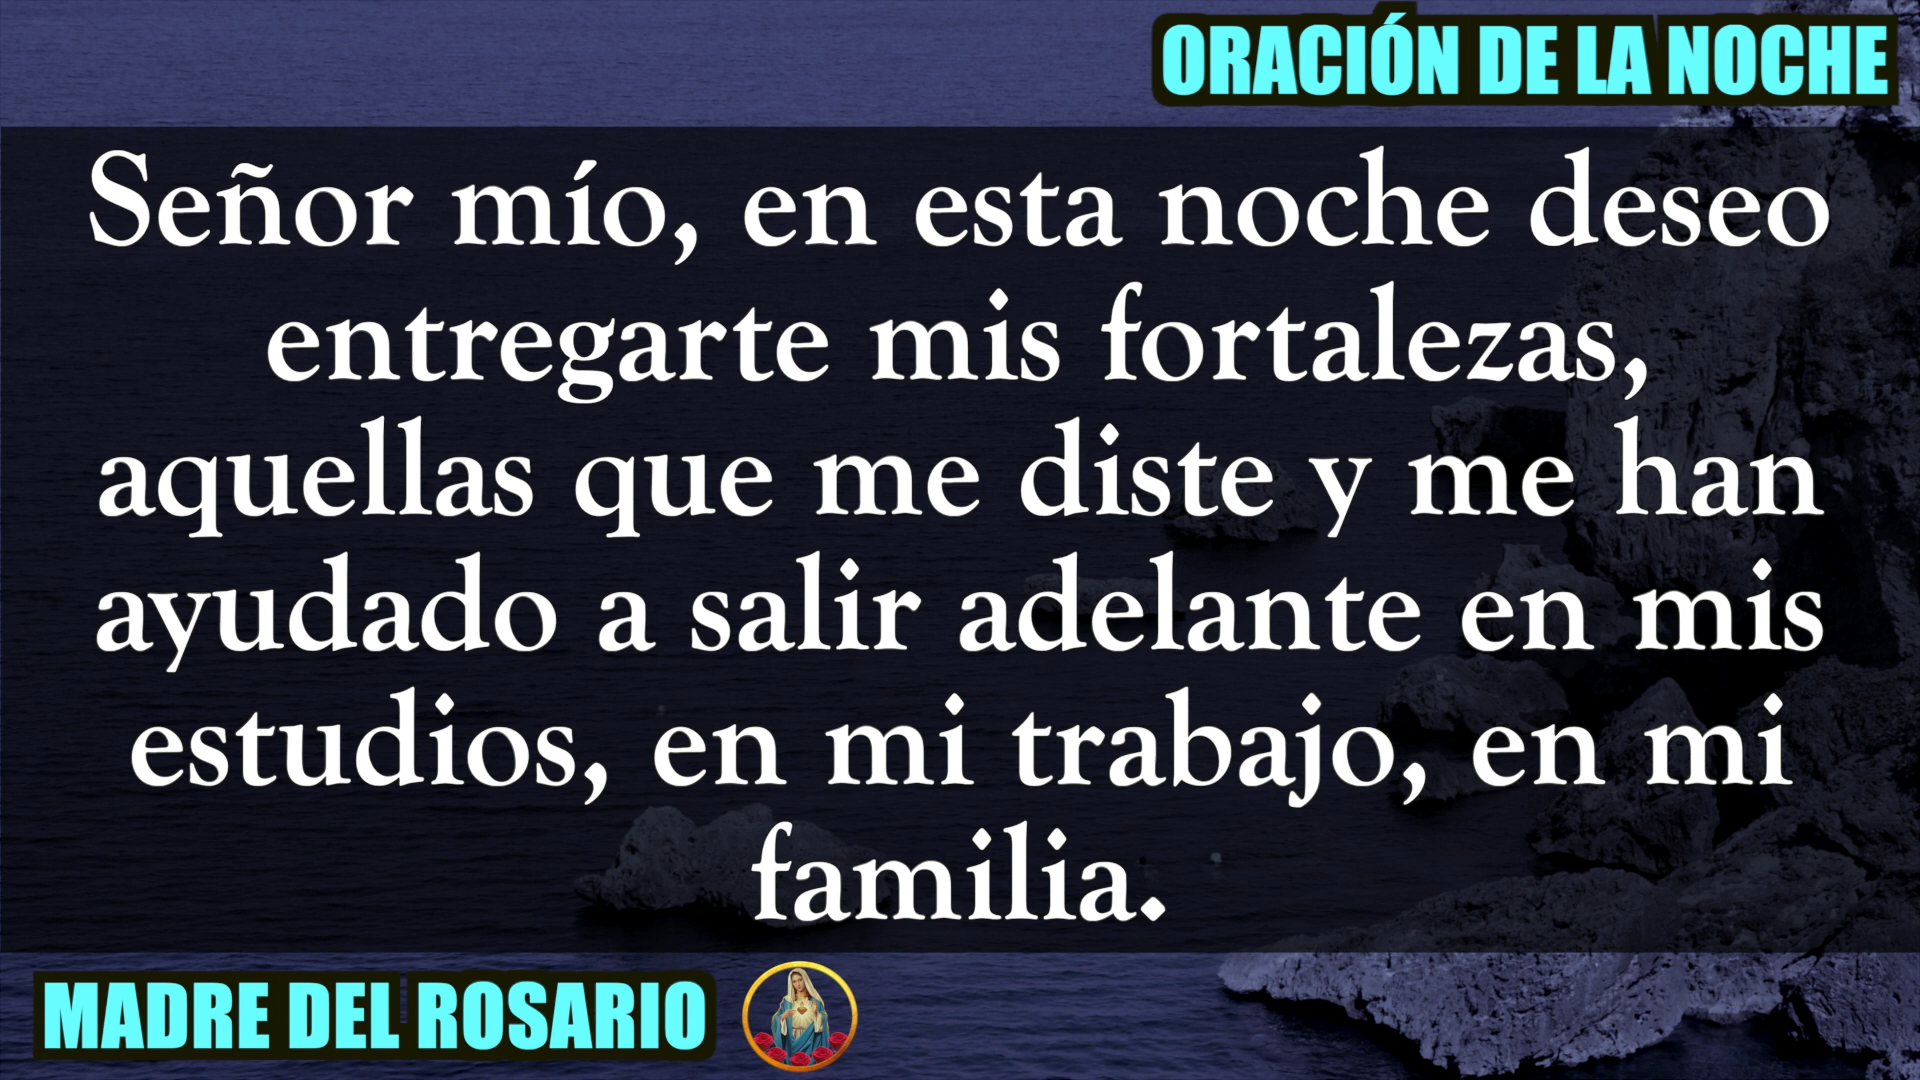 ORACIÓN DE LA NOCHE
Señor mío, en esta noche deseo
entregarte mis fortalezas,
aquellas que me diste y me han
ayudado a salir adelante en mis
estudios, en mi trabajo, en mi
familia.
MADRE DEL ROSARIO